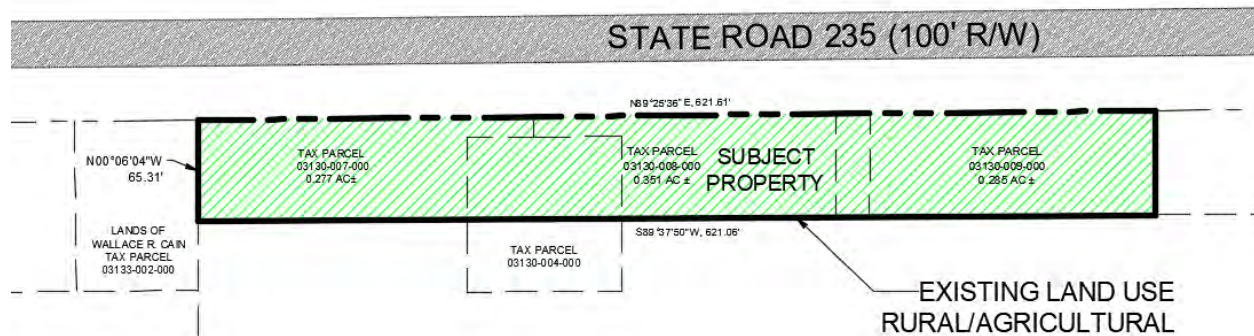 STATE ROAD 235 (100' R/W)
N89°25'36" E, 621.61'
N00°06'04"W
65.31'
TAX PARCEL
03130-007-000
0.277 AC±
TAX PARCEL
03130-008-000
0.351 AC ±
SUBJECT
PROPERTY
TAX PARCEL
03130-009-000
0.285 AC±
LANDS OF
WALLACE R. CAIN
TAX PARCEL
03133-002-000
TAX PARCEL
03130-004-000
S89°37'50"W, 621.06'
EXISTING LAND USE
RURAL/AGRICULTURAL